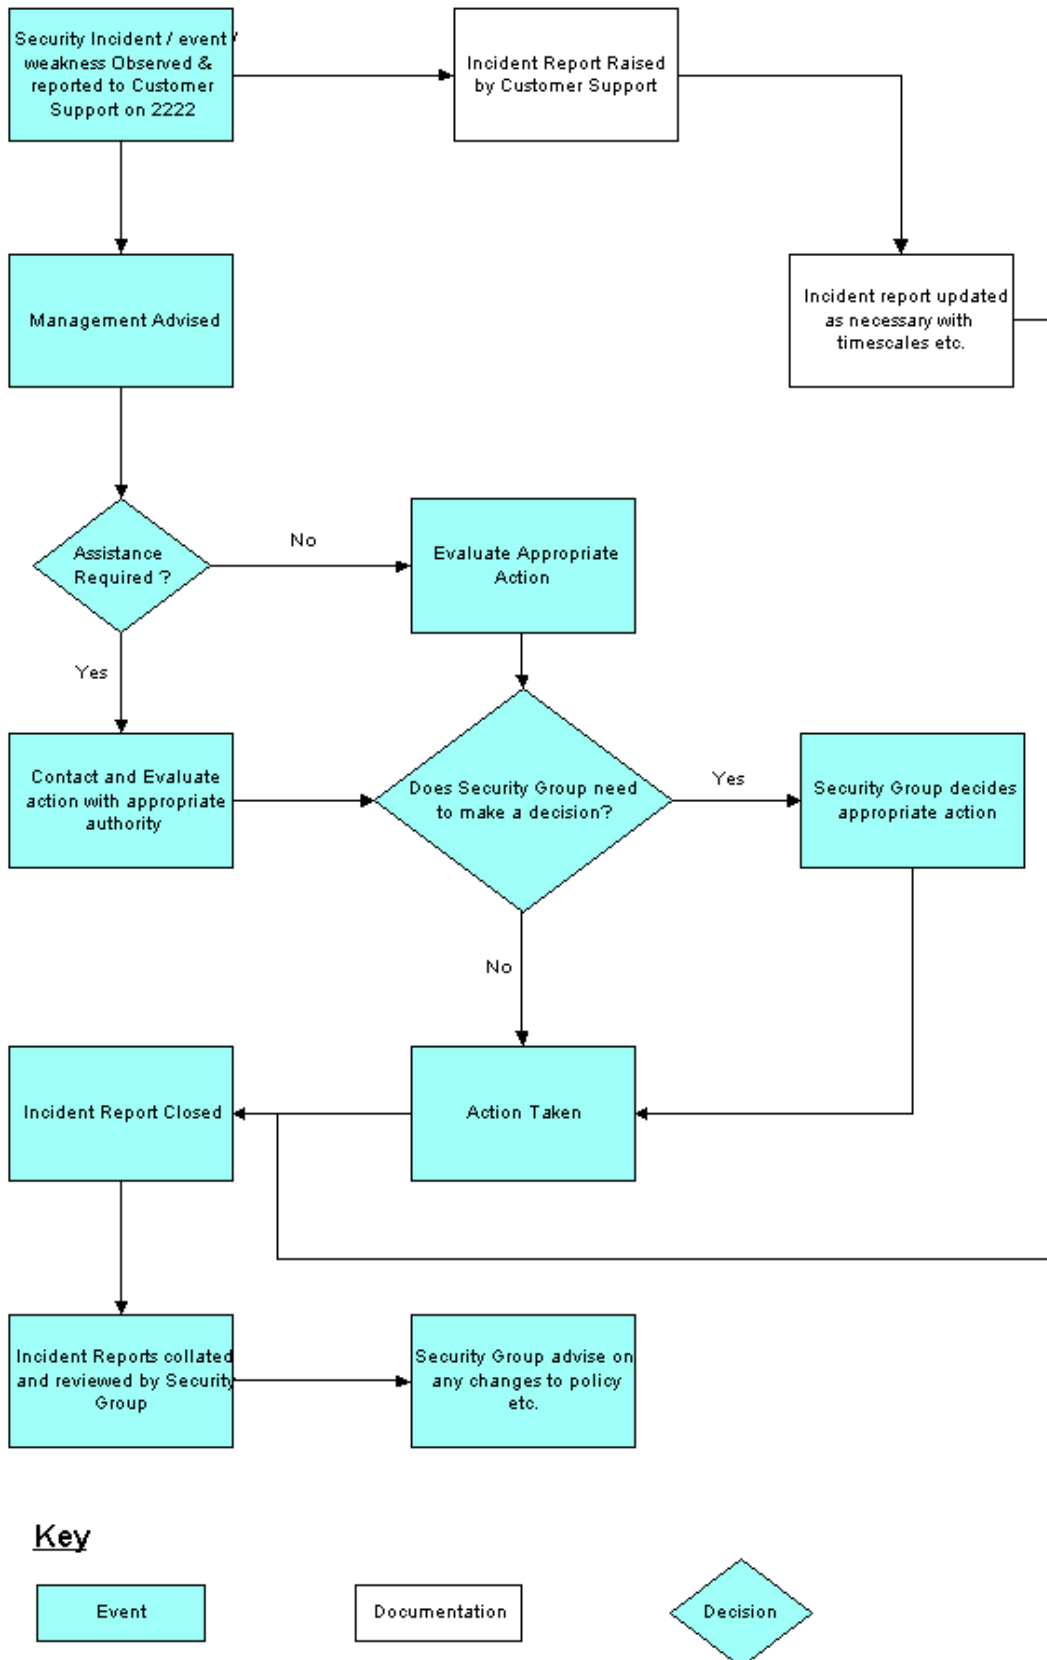 Security Incident / event /
weakness Observed &
reported to Customer
Support on 2222
Incident Report Raised
by Customer Support
Management Advised
Incident report updated
as necessary with
timescales etc.
Assistance
Required ?
No
Evaluate Appropriate
Action
Yes
Contact and Evaluate
action with appropriate
authority
Does Security Group need
to make a decision?
Yes
Security Group decides
appropriate action
No
Incident Report Closed
Action Taken
Incident Reports collated
and reviewed by Security
Group
Security Group advise on
any changes to policy
etc.
Key
Event
Documentation
Decision